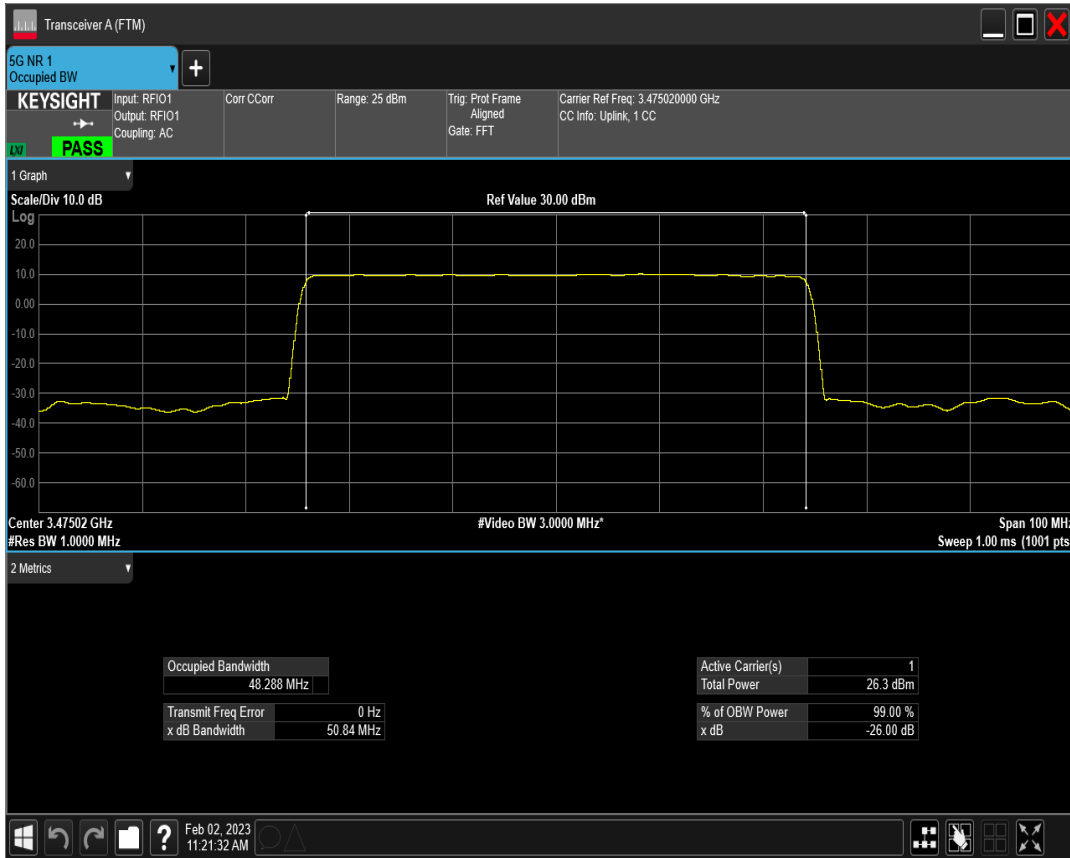 Transceiver A (FTM)
5G NR 1
Occupied BW
+
KEYSIGHT
LXI
PASS
Input: RFIO1
Output: RFIO1
Coupling: AC
Corr CCorr
Range: 25 dBm
Trig: Prot Frame
Aligned
Gate: FFT
Carrier Ref Freq: 3.475020000 GHz
CC Info: Uplink, 1 CC
1 Graph
Scale/Div 10.0 dB
Ref Value 30.00 dBm
Log
20.0
10.0
0.00
-10.0
-20.0
-30.0
-40.0
-50.0
-60.0
Center 3.47502 GHz
#Video BW 3.0000 MHz*
Span 100 MHz
#Res BW 1.0000 MHz
Sweep 1.00 ms (1001 pts
2 Metrics
Occupied Bandwidth
48.288 MHz
Transmit Freq Error 0 Hz
x dB Bandwidth 50.84 MHz
Active Carrier(s) 1
Total Power 26.3 dBm
% of OBW Power 99.00 %
x dB -26.00 dB
?
Feb 02, 2023
11:21:32 AM